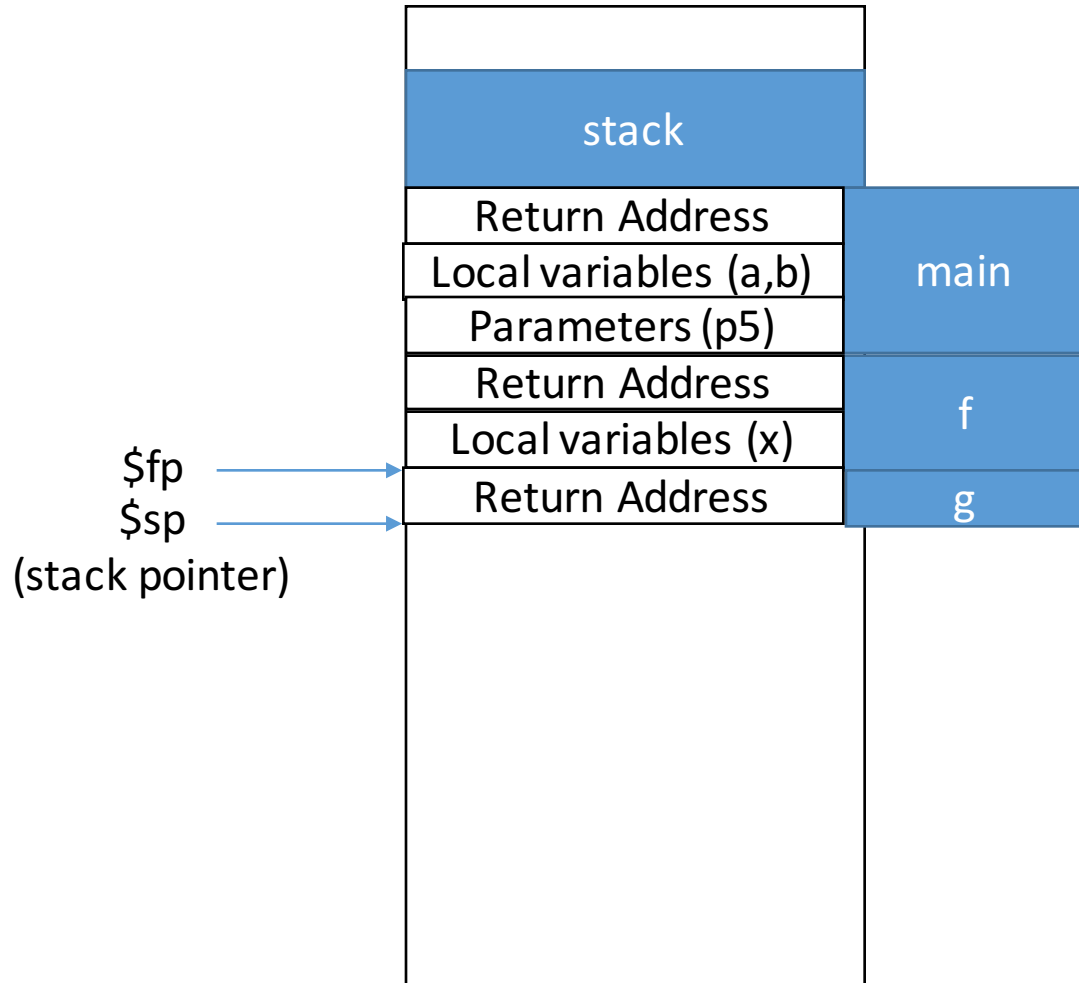 stack
Return Address
Local variables (a,b)
main
Parameters (p5)
Return Address
f
Local variables (x)
$fp
Return Address
g
$sp
(stack pointer)